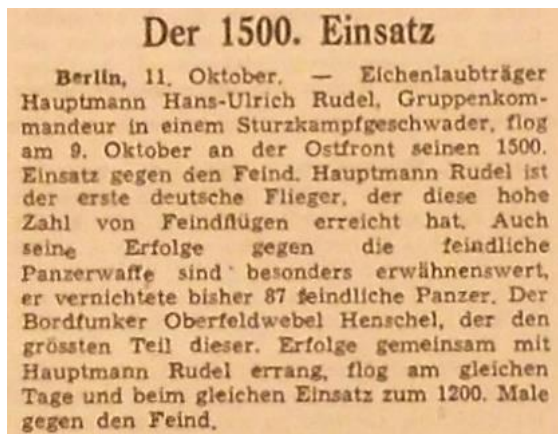 Der 1500. Einsatz
Berlin, 11. Oktober. — Eichenlaubträger
Hauptmann Hans-Ulrich Rudel, Gruppenkom-
mandeur in einem Sturzkampfgeschwader, flog
am 9. Oktober an der Ostfront seinen 1500.
Einsatz gegen den Feind. Hauptmann Rudel ist
der erste deutsche Flieger, der diese hohe
Zahl von Feindflügen erreicht hat. Auch
seine Erfolge gegen die feindliche
Panzerwaffe sind besonders erwähnenswert,
er vernichtete bisher 87 feindliche Panzer. Der
Bordfunker Oberfeldwebel Henschel, der den
grössten Teil dieser. Erfolge gemeinsam mit
Hauptmann Rudel errang, flog am gleichen
Tage und beim gleichen Einsatz zum 1200. Male
gegen den Feind.